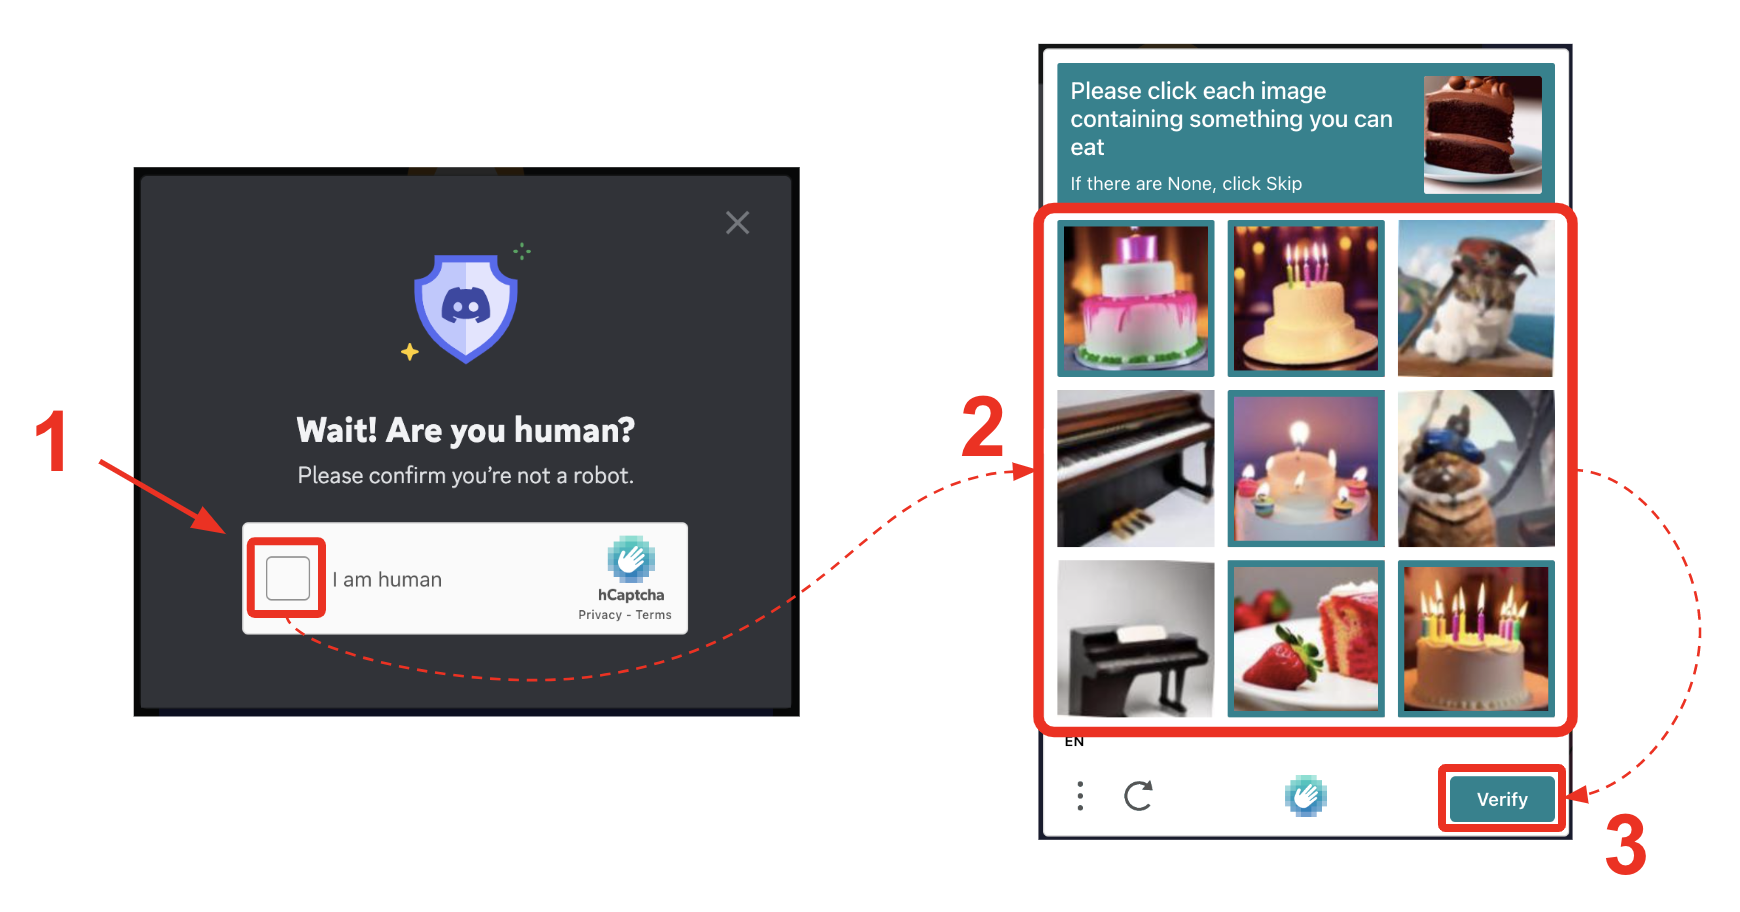 1
Wait! Are you human?
Please confirm you're not a robot.
I am human
hCaptcha
Privacy - Terms
2
Please click each image
containing something you can
eat
If there are None, click Skip
EN
Verify
3